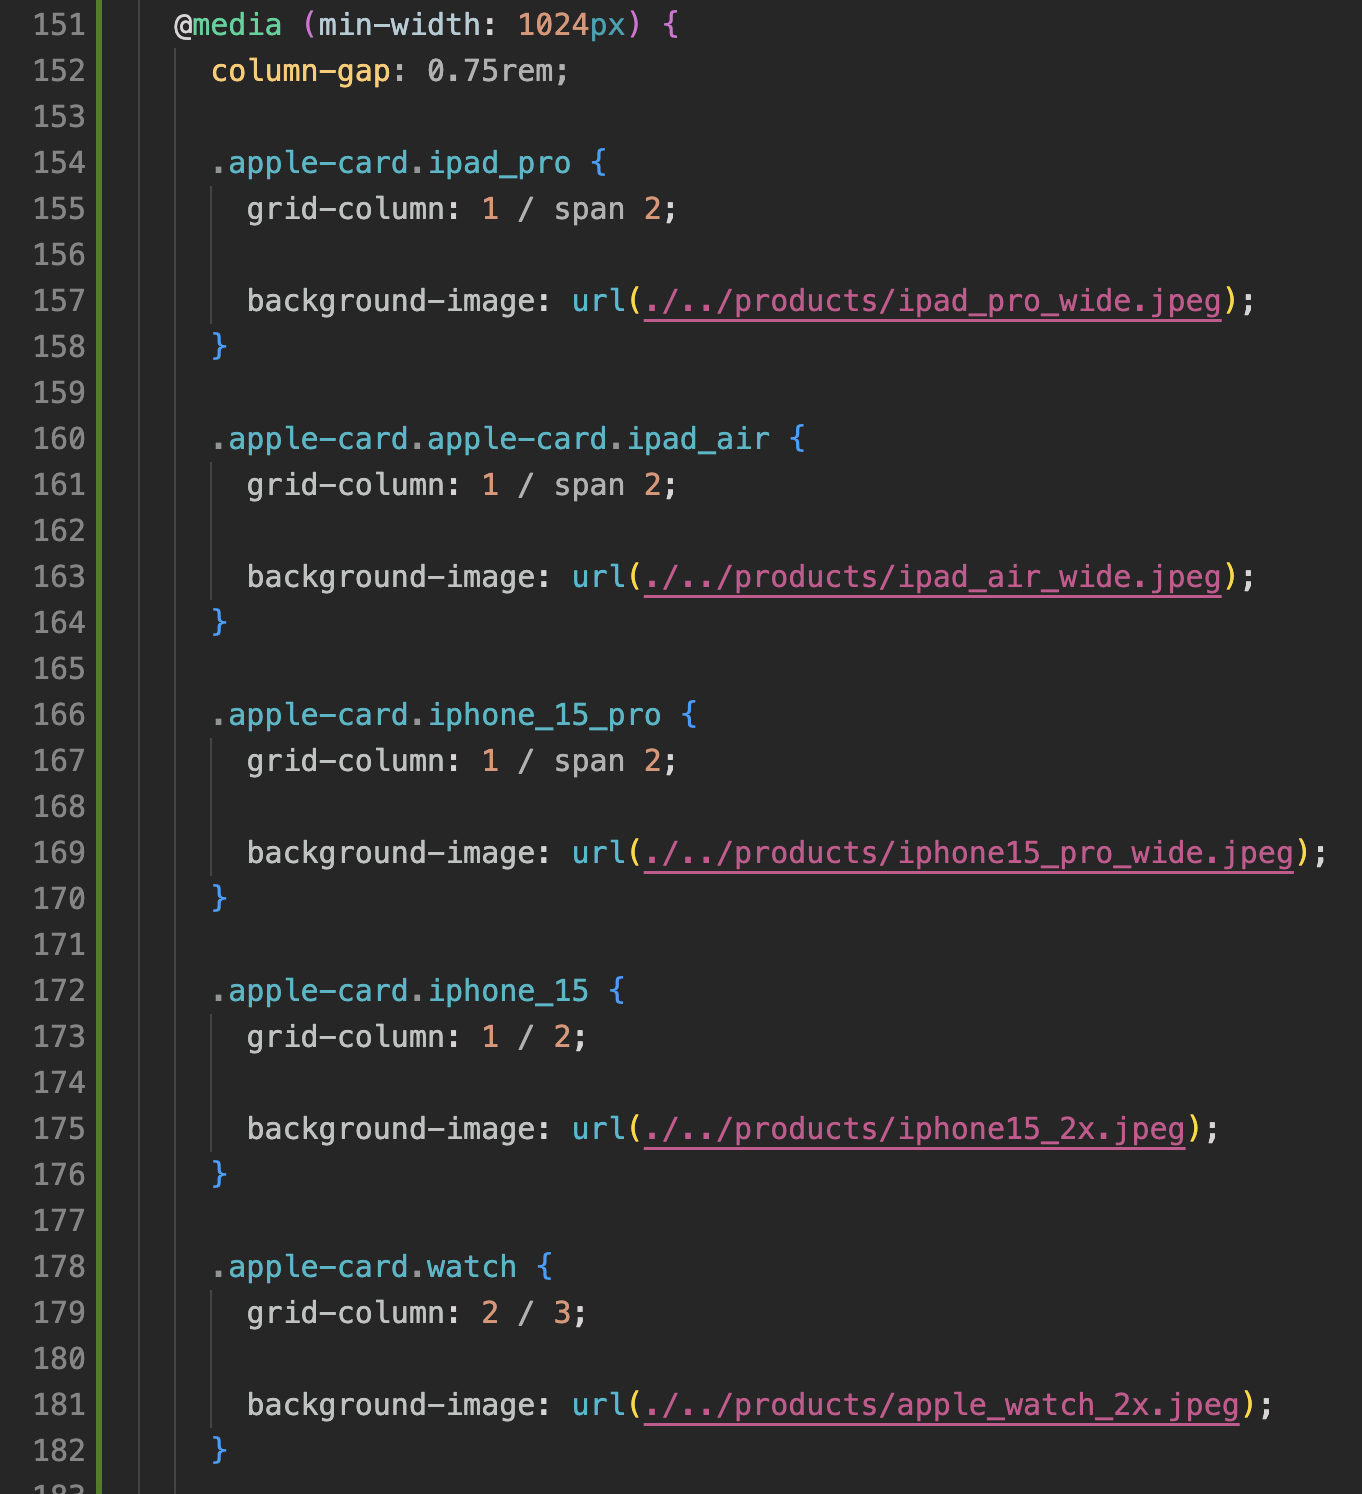 151 @media (min-width: 1024px) {
152 column-gap: 0.75rem;
153
154 .apple-card.ipad_pro {
155 grid-column: 1 / span 2;
156
157 background-image: url(./../products/ipad_pro_wide.jpeg);
158 }
159
160 .apple-card.apple-card.ipad_air {
161 grid-column: 1 / span 2;
162
163 background-image: url(./../products/ipad_air_wide.jpeg);
164 }
165
166 .apple-card.iphone_15_pro {
167 grid-column: 1 / span 2;
168
169 background-image: url(./../products/iphone15_pro_wide.jpeg);
170 }
171
172 .apple-card.iphone_15 {
173 grid-column: 1 / 2;
174
175 background-image: url(./../products/iphone15_2x.jpeg);
176 }
177
178 .apple-card.watch {
179 grid-column: 2 / 3;
180
181 background-image: url(./../products/apple_watch_2x.jpeg);
182 }
183